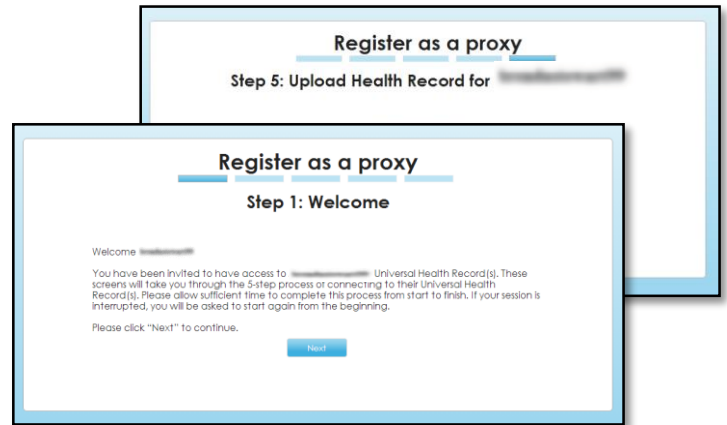 Register as a proxy
Step 5: Upload Health Record for
Register as a proxy
Step 1: Welcome
Welcome
You have been invited to have access to Universal Health Record(s). These
screens will take you through the 5-step process of connecting to their Universal Health
Record(s). Please allow sufficient time to complete this process from start to finish. If your session is
interrupted, you will be asked to start again from the beginning.
Please click “Next” to continue.
Next